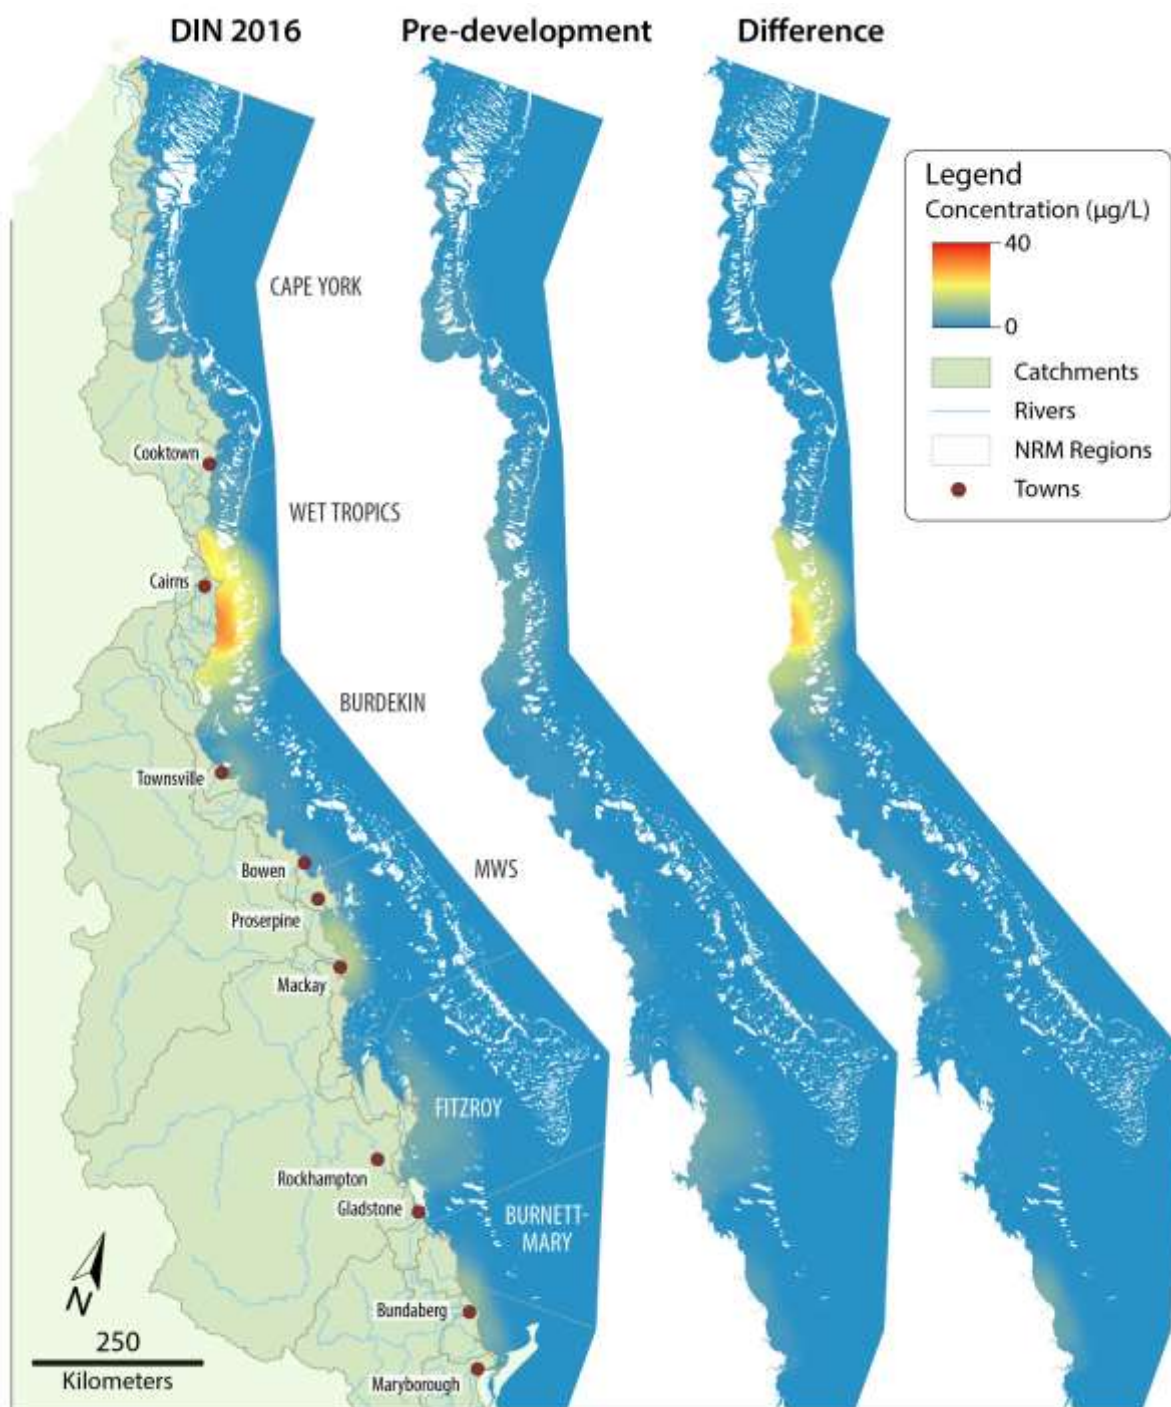 DIN 2016
Pre-development
Difference
Legend
Concentration (µg/L)
40
0
Catchments
Rivers
NRM Regions
Towns
CAPE YORK
Cooktown
WET TROPICS
Cairns
BURDEKIN
Townsville
Bowen
MWS
Proserpine
Mackay
FITZROY
Rockhampton
Gladstone
BURNETT-
MARY
Bundaberg
Maryborough
N
250
Kilometers